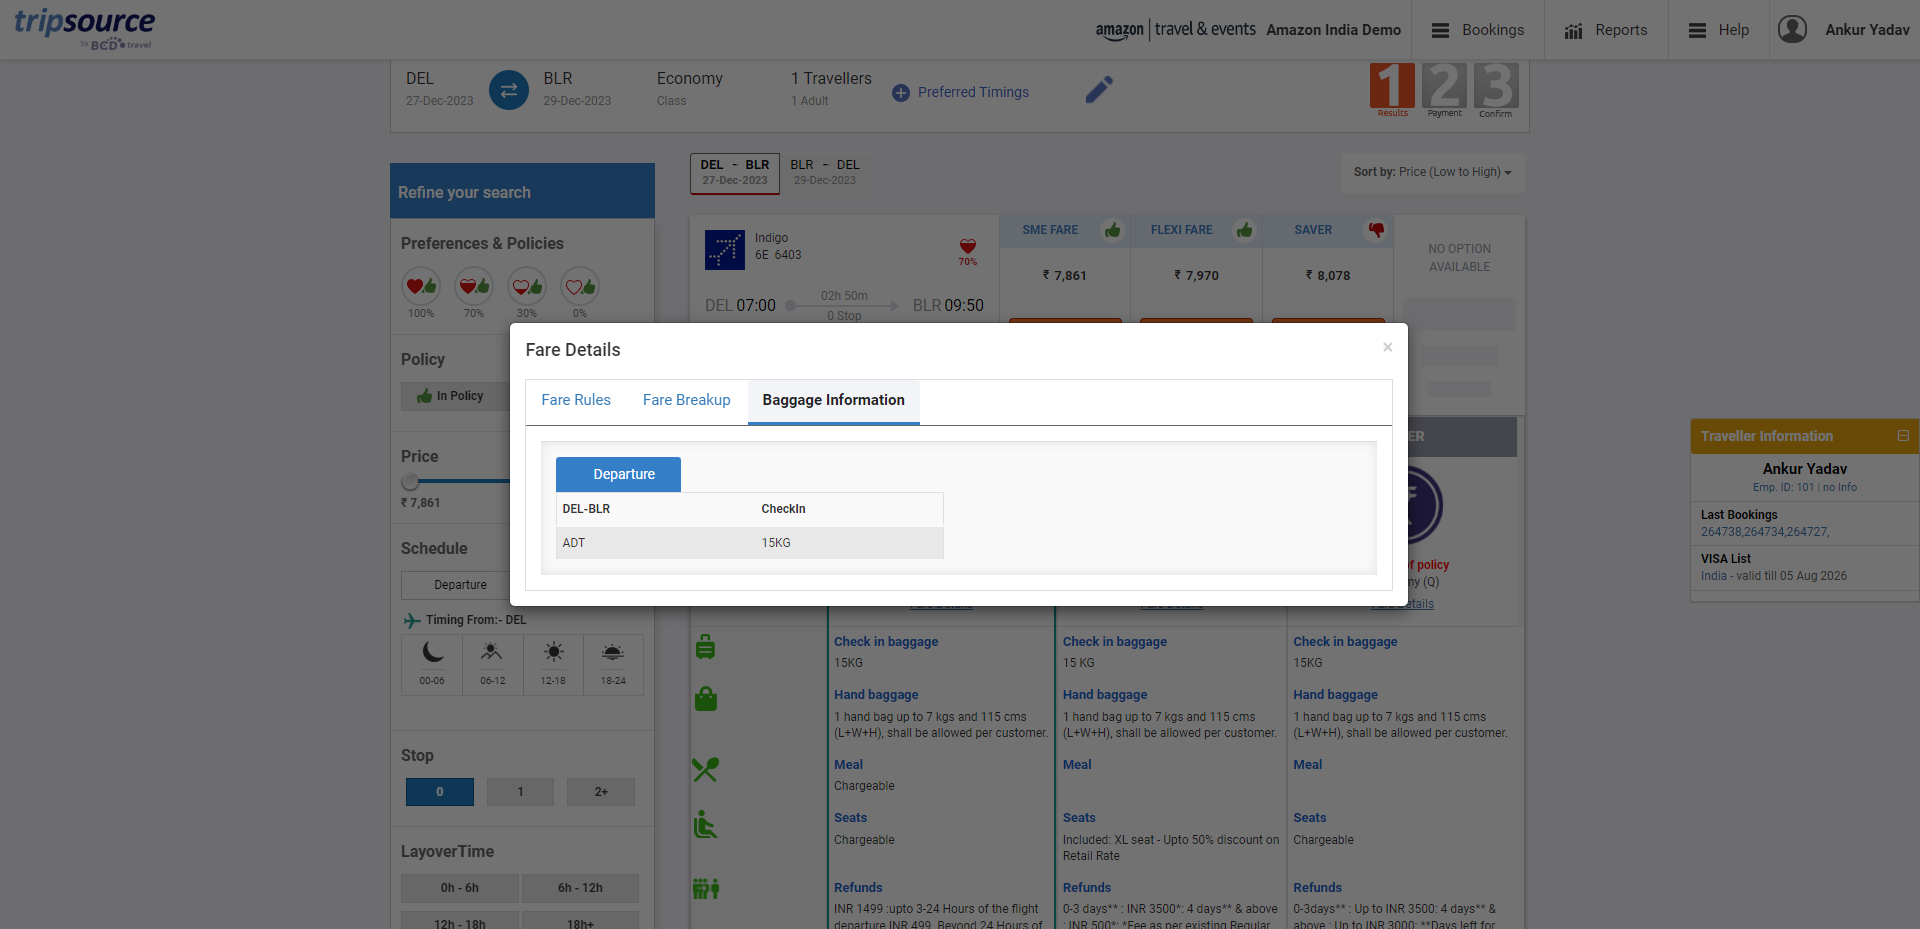 tripsource
by BCD travel
amazon | travel & events Amazon India Demo
Bookings
Reports
Help
Ankur Yadav
DEL
27-Dec-2023
BLR
29-Dec-2023
Economy
Class
1 Travellers
1 Adult
Preferred Timings
1 2 3
Results Payment Confirm
Refine your search
Preferences & Policies
100% 70% 30% 0%
Policy
In Policy
Price
₹ 7,861
Schedule
Departure
Timing From:- DEL
00-06 06-12 12-18 18-24
Stop
0 1 2+
LayoverTime
0h - 6h 6h - 12h
12h - 18h 18h+
DEL - BLR
27-Dec-2023
BLR - DEL
29-Dec-2023
Sort by: Price (Low to High)
Indigo
6E 6403
70%
DEL 07:00
02h 50m
0 Stop
BLR 09:50
SME FARE
₹ 7,861
FLEXI FARE
₹ 7,970
SAVER
₹ 8,078
NO OPTION
AVAILABLE
Fare Details
×
Fare Rules Fare Breakup Baggage Information
Departure
DEL-BLR CheckIn
ADT 15KG
ER
of policy
my (Q)
Fare Details
Check in baggage
15KG
Hand baggage
1 hand bag up to 7 kgs and 115 cms
(L+W+H), shall be allowed per customer.
Meal
Chargeable
Seats
Chargeable
Refunds
INR 1499 :upto 3-24 Hours of the flight
departure INR 499. Beyond 24 Hours of
Check in baggage
15 KG
Hand baggage
1 hand bag up to 7 kgs and 115 cms
(L+W+H), shall be allowed per customer.
Meal
Seats
Included: XL seat - Upto 50% discount on
Retail Rate
Refunds
0-3 days** : INR 3500*: 4 days** & above
: INR 500*: *Fee as per existing Regular
Check in baggage
15KG
Hand baggage
1 hand bag up to 7 kgs and 115 cms
(L+W+H), shall be allowed per customer.
Meal
Seats
Chargeable
Refunds
0-3days** : Up to INR 3500: 4 days** &
above : Up to INR 3000: **Days left for
Traveller Information
Ankur Yadav
Emp. ID: 101 | no Info
Last Bookings
264738,264734,264727,
VISA List
India - valid till 05 Aug 2026